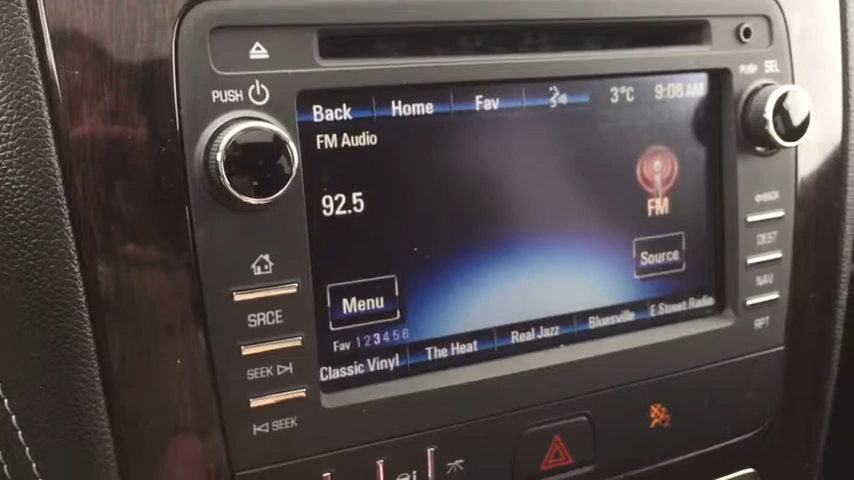 PUSH
PUSH SEL
Back Home Fav 3°C 9:08 AM
FM Audio
92.5
FM
BACK
Source
DEST
NAV
Menu
RPT
SRCE
Fav 1 2 3 4 5 6
SEEK
Classic Vinyl The Heat Real Jazz Bluesville E Street Radio
SEEK